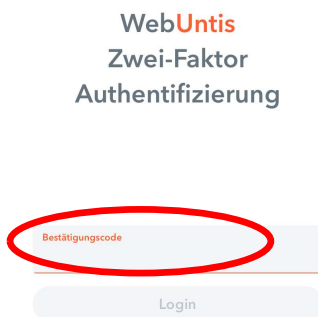 WebUntis
Zwei-Faktor
Authentifizierung
Bestätigungscode
Login